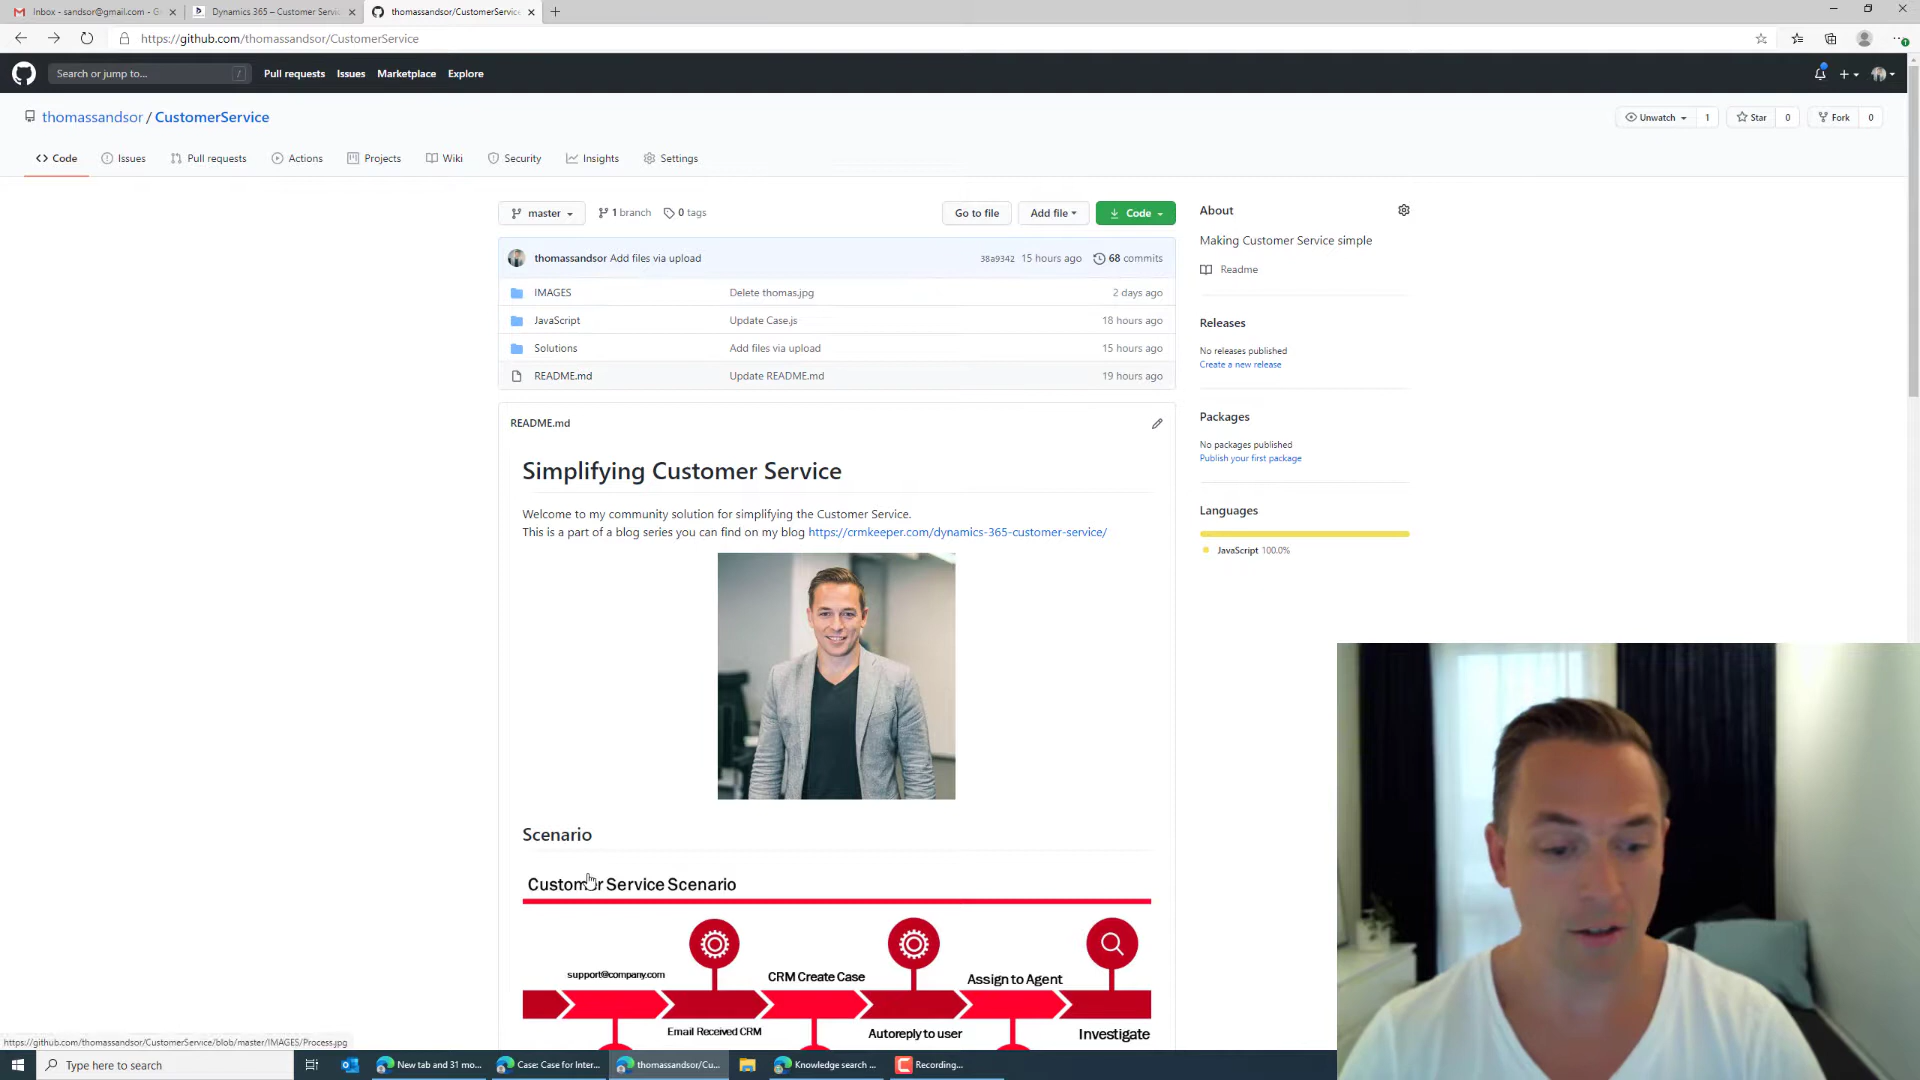 Inbox - sandsor@gmail.com - G
Dynamics 365 – Customer Servic
thomassandsor/CustomerService:
https://github.com/thomassandsor/CustomerService
Search or jump to...
/
Pull requests
Issues
Marketplace
Explore
thomassandsor / CustomerService
Unwatch
1
Star
0
Fork
0
Code
Issues
Pull requests
Actions
Projects
Wiki
Security
Insights
Settings
master
1 branch
0 tags
Go to file
Add file
Code
thomassandsor Add files via upload
38a9342 15 hours ago
68 commits
IMAGES
Delete thomas.jpg
2 days ago
JavaScript
Update Case.js
18 hours ago
Solutions
Add files via upload
15 hours ago
README.md
Update README.md
19 hours ago
About
Making Customer Service simple
Readme
Releases
No releases published
Create a new release
Packages
No packages published
Publish your first package
Languages
JavaScript 100.0%
README.md
Simplifying Customer Service
Welcome to my community solution for simplifying the Customer Service.
This is a part of a blog series you can find on my blog https://crmkeeper.com/dynamics-365-customer-service/
Scenario
Customer Service Scenario
support@company.com
CRM Create Case
Assign to Agent
Email Received CRM
Autoreply to user
Investigate
https://github.com/thomassandsor/CustomerService/blob/master/IMAGES/Process.jpg
Type here to search
New tab and 31 mo...
Case: Case for Inter...
thomassandsor/Cu...
Knowledge search ...
Recording...